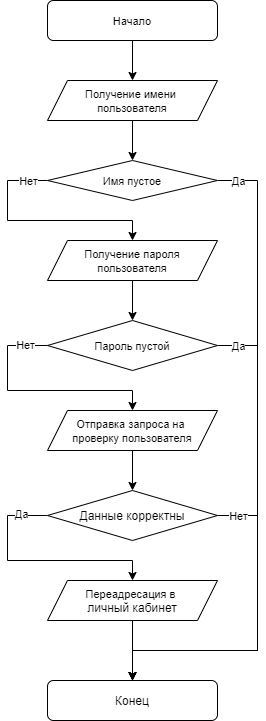 Начало
Получение имени
пользователя
Нет
Имя пустое
Да
Получение пароля
пользователя
Нет
Пароль пустой
Да
Отправка запроса на
проверку пользователя
Да
Данные корректны
Нет
Переадресация в
личный кабинет
Конец